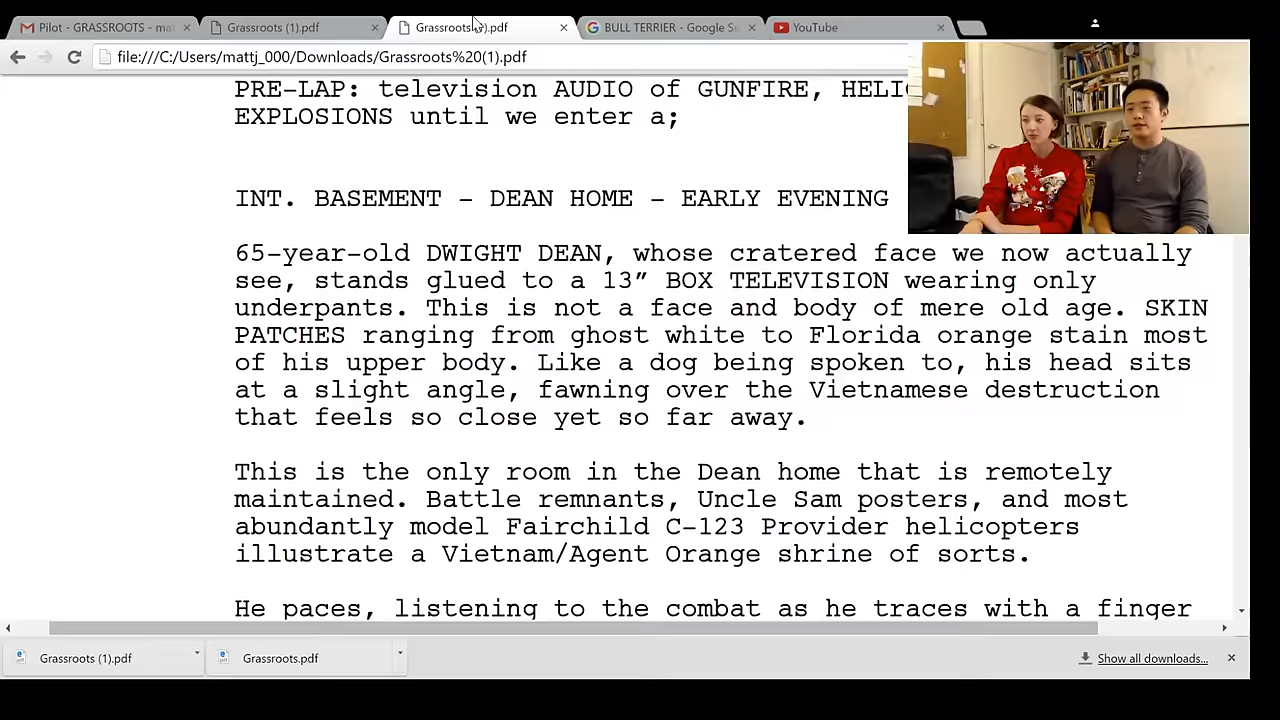 Pilot - GRASSROOTS - ma
Grassroots (1).pdf
Grassroots
.pdf
BULL TERRIER - Google S
YouTube
file:///C:/Users/mattj_000/Downloads/Grassroots%20(1).pdf
PRE-LAP: television AUDIO of GUNFIRE,
EXPLOSIONS until we enter a;
INT. BASEMENT – DEAN HOME – EARLY EVENING
65-year-old DWIGHT DEAN, whose cratered face we now actually
see, stands glued to a 13” BOX TELEVISION wearing only
underpants. This is not a face and body of mere old age. SKIN
PATCHES ranging from ghost white to Florida orange stain most
of his upper body. Like a dog being spoken to, his head sits
at a slight angle, fawning over the Vietnamese destruction
that feels so close yet so far away.
This is the only room in the Dean home that is remotely
maintained. Battle remnants, Uncle Sam posters, and most
abundantly model Fairchild C-123 Provider helicopters
illustrate a Vietnam/Agent Orange shrine of sorts.
He paces, listening to the combat as he traces with a finger
Grassroots (1).pdf
Grassroots.pdf
Show all downloads...